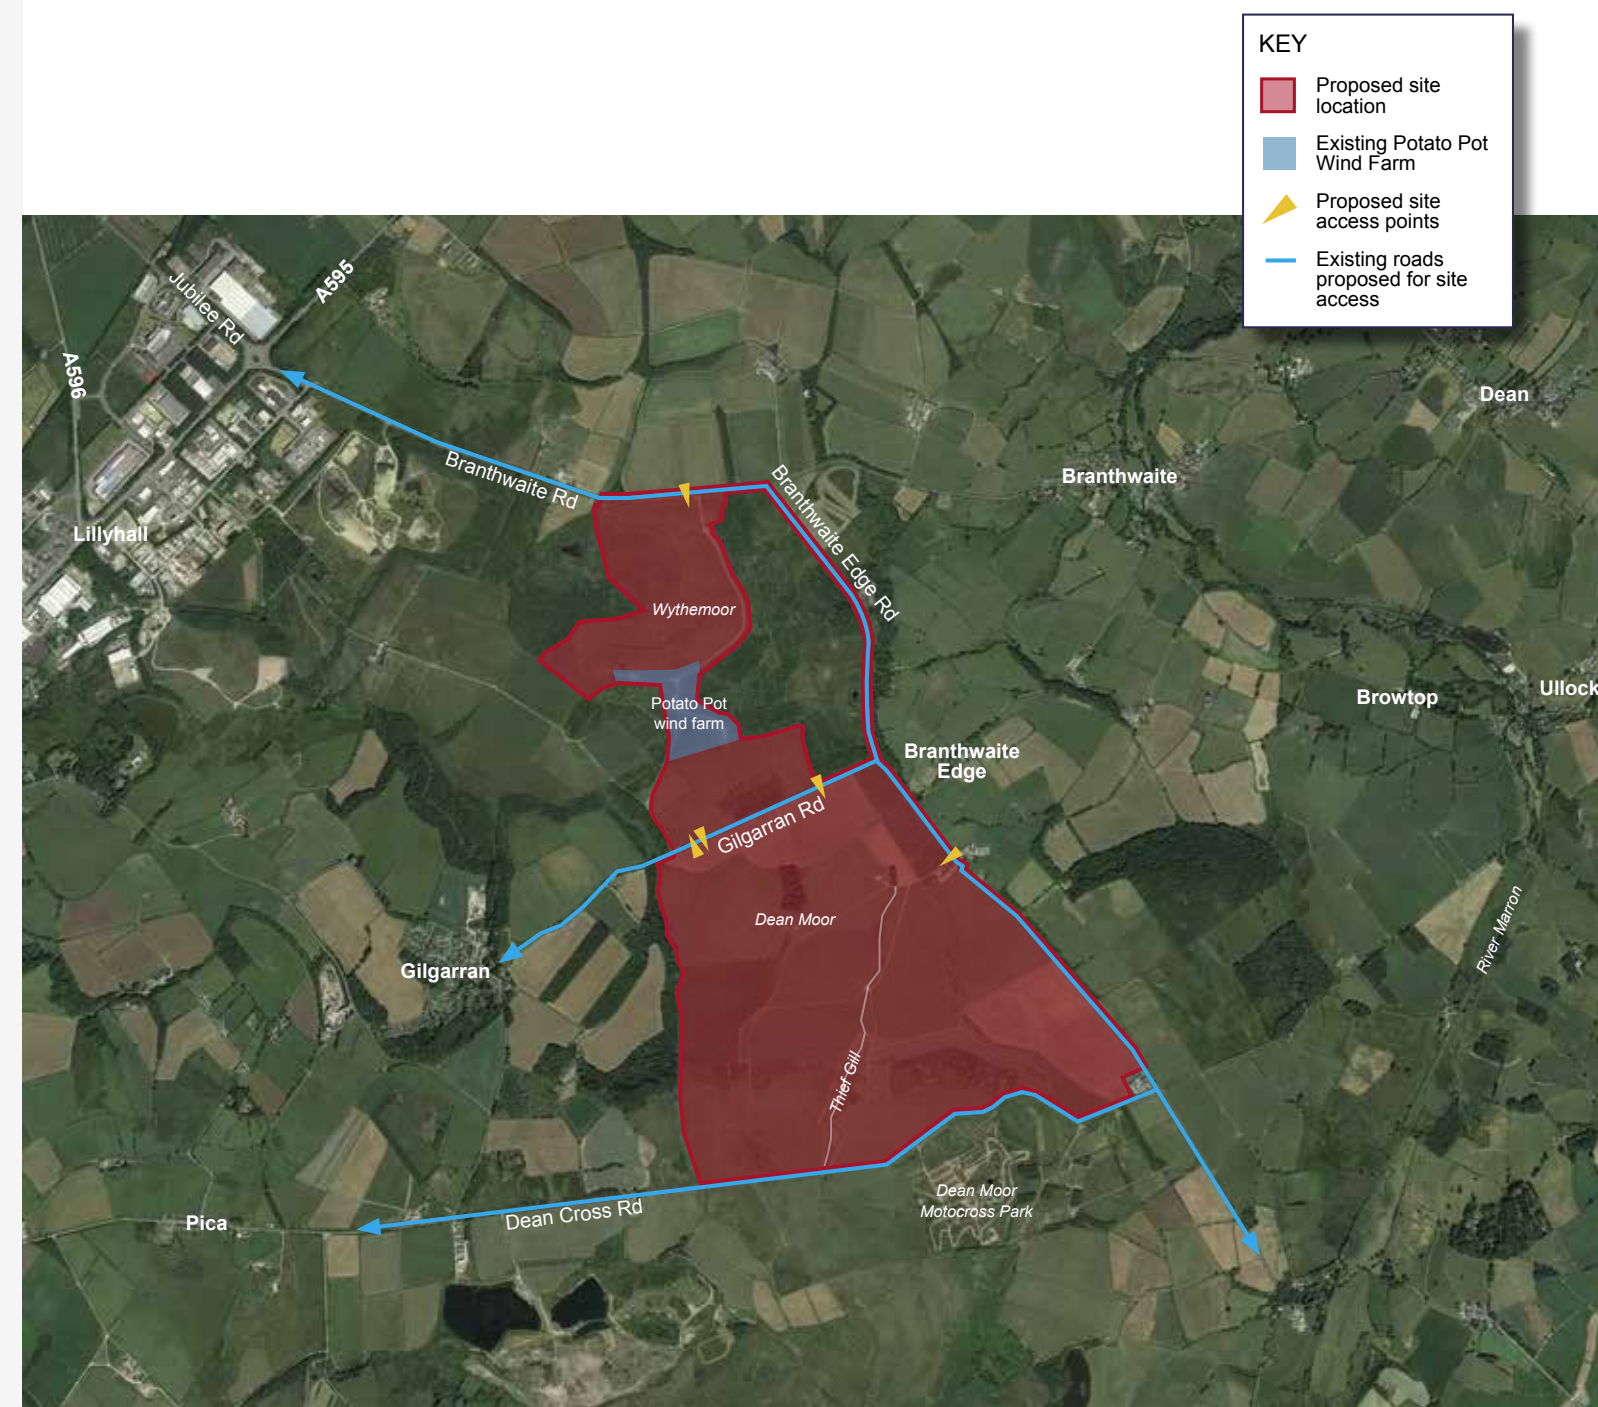 KEY
Proposed site
location
Existing Potato Pot
Wind Farm
Proposed site
access points
Existing roads
proposed for site
access
Jubilee Rd
A595
A596
Dean
Branthwaite Rd
Branthwaite Edge Rd
Branthwaite
Lillyhall
Wythemoor
Potato Pot
wind farm
Browtop
Ullock
Branthwaite
Edge
Gilgarran Rd
Dean Moor
River Marron
Gilgarran
Thief Gill
Dean Moor
Motocross Park
Pica
Dean Cross Rd